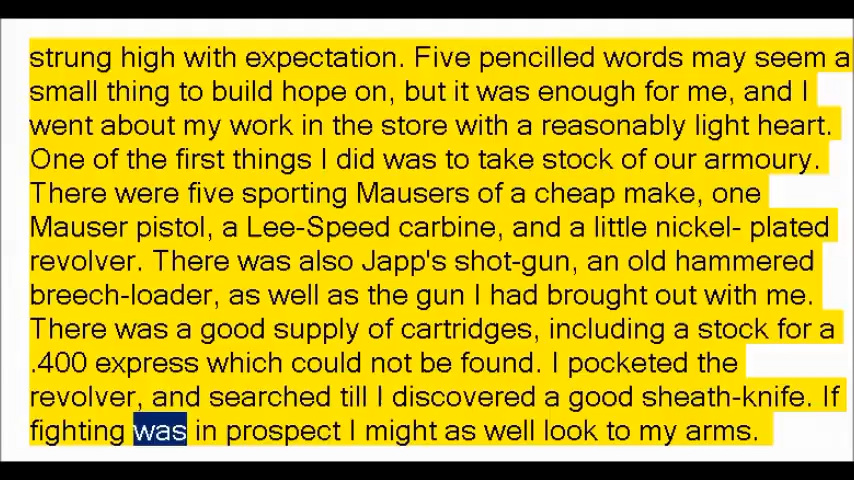 strung high with expectation. Five pencilled words may seem a
small thing to build hope on, but it was enough for me, and I
went about my work in the store with a reasonably light heart.
One of the first things I did was to take stock of our armoury.
There were five sporting Mausers of a cheap make, one
Mauser pistol, a Lee-Speed carbine, and a little nickel- plated
revolver. There was also Japp's shot-gun, an old hammered
breech-loader, as well as the gun I had brought out with me.
There was a good supply of cartridges, including a stock for a
.400 express which could not be found. I pocketed the
revolver, and searched till I discovered a good sheath-knife. If
fighting was in prospect I might as well look to my arms.